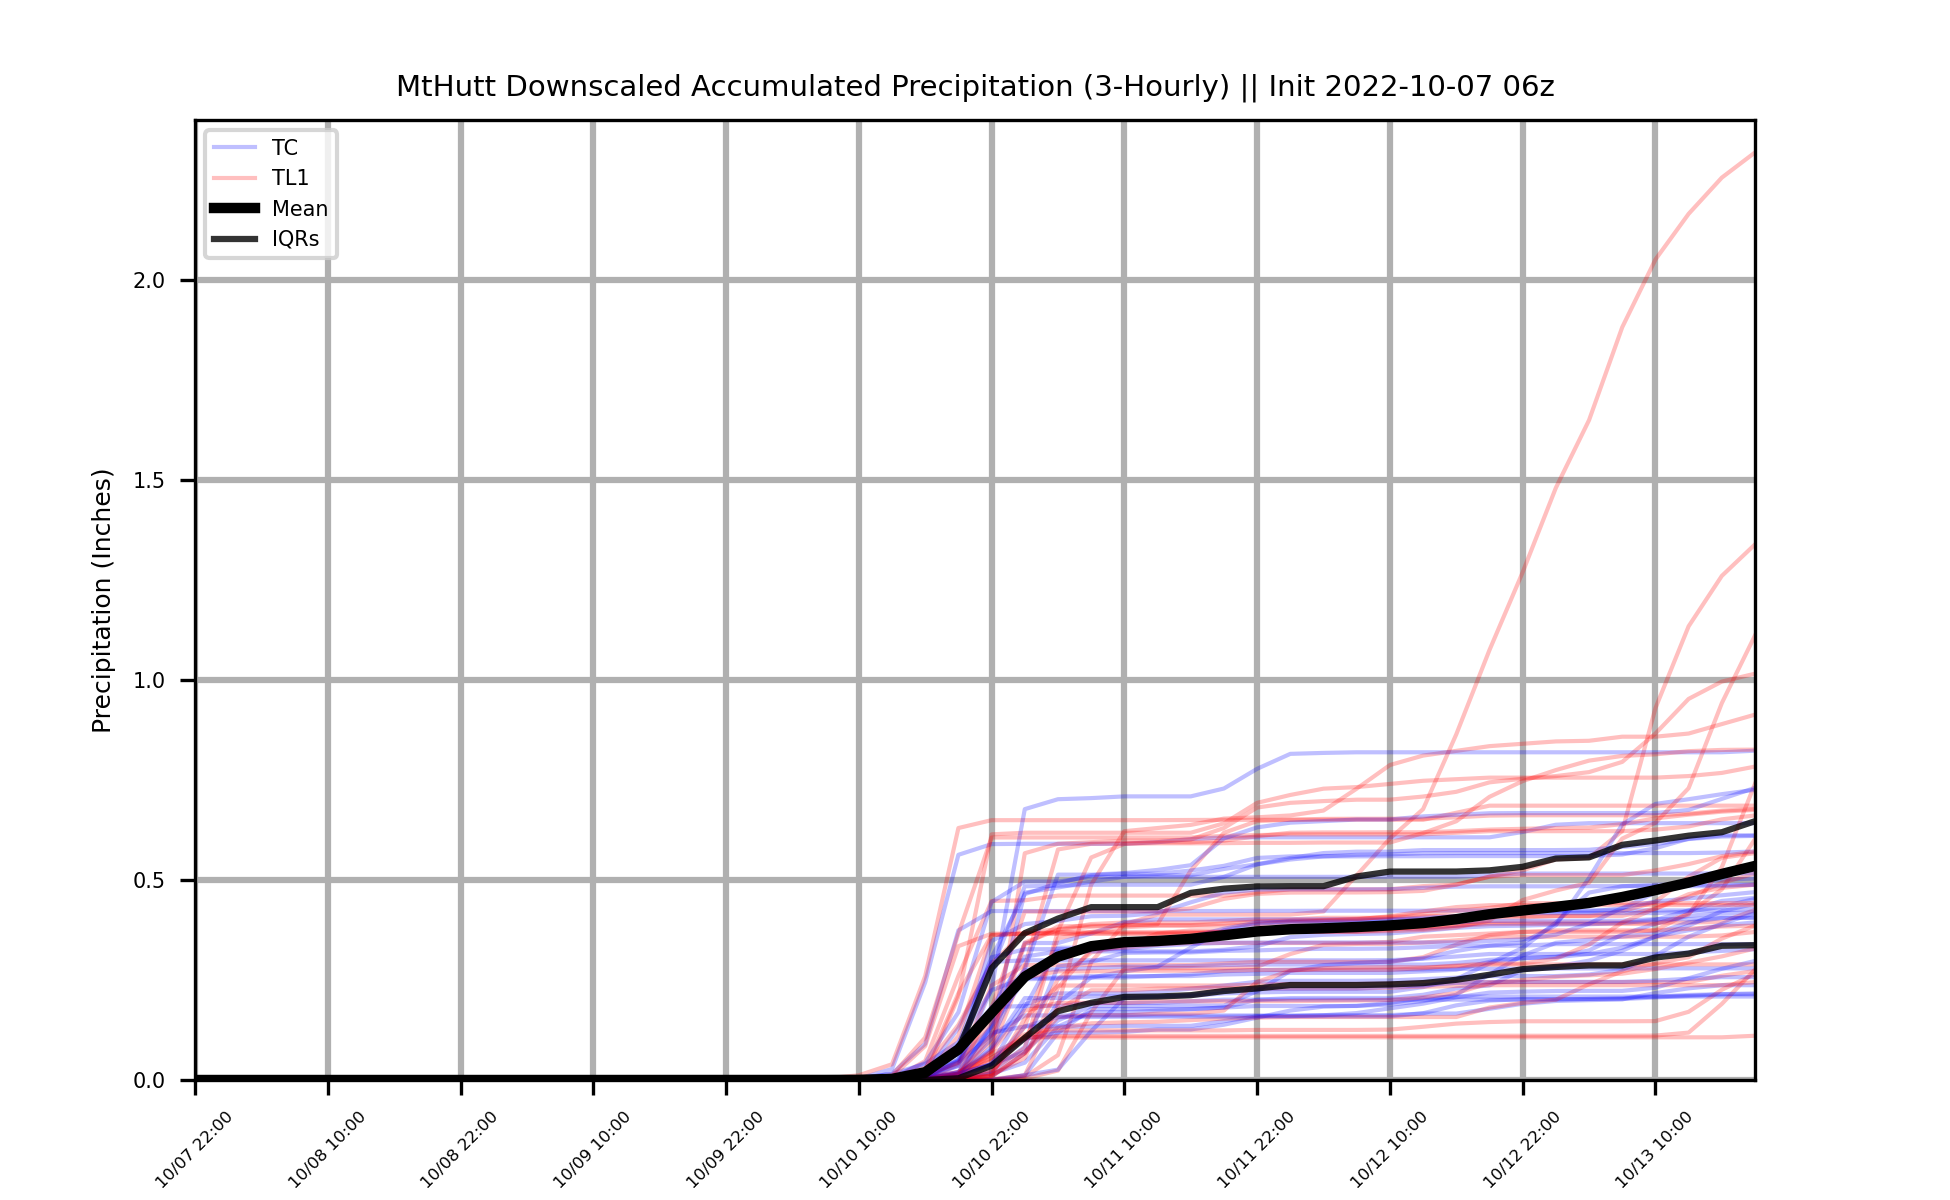 MtHutt Downscaled Accumulated Precipitation (3-Hourly) || Init 2022-10-07 06z
TC
TL1
Mean
IQRs
Precipitation (Inches)
2.0
1.5
1.0
0.5
0.0
10/07 22:00
10/08 10:00
10/08 22:00
10/09 10:00
10/09 22:00
10/10 10:00
10/10 22:00
10/11 10:00
10/11 22:00
10/12 10:00
10/12 22:00
10/13 10:00